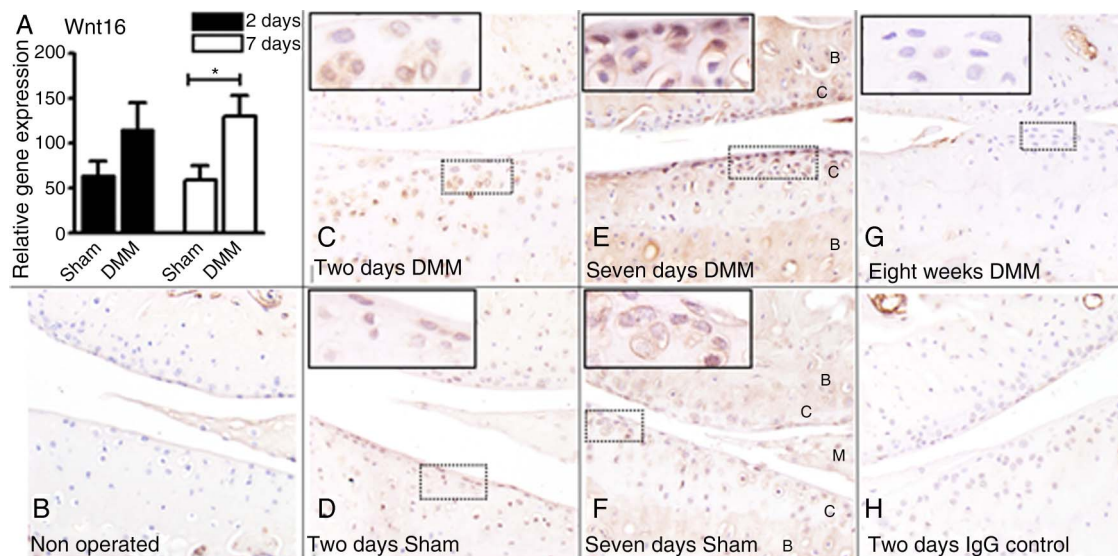 A
Wnt16
2 days
7 days
Relative gene expression
200
150
100
50
0
*
Sham
DMM
Sham
DMM
C
Two days DMM
B
C
C
E
B
Seven days DMM
G
Eight weeks DMM
B
Non operated
D
Two days Sham
B
C
M
F
C
Seven days Sham
B
H
Two days IgG control